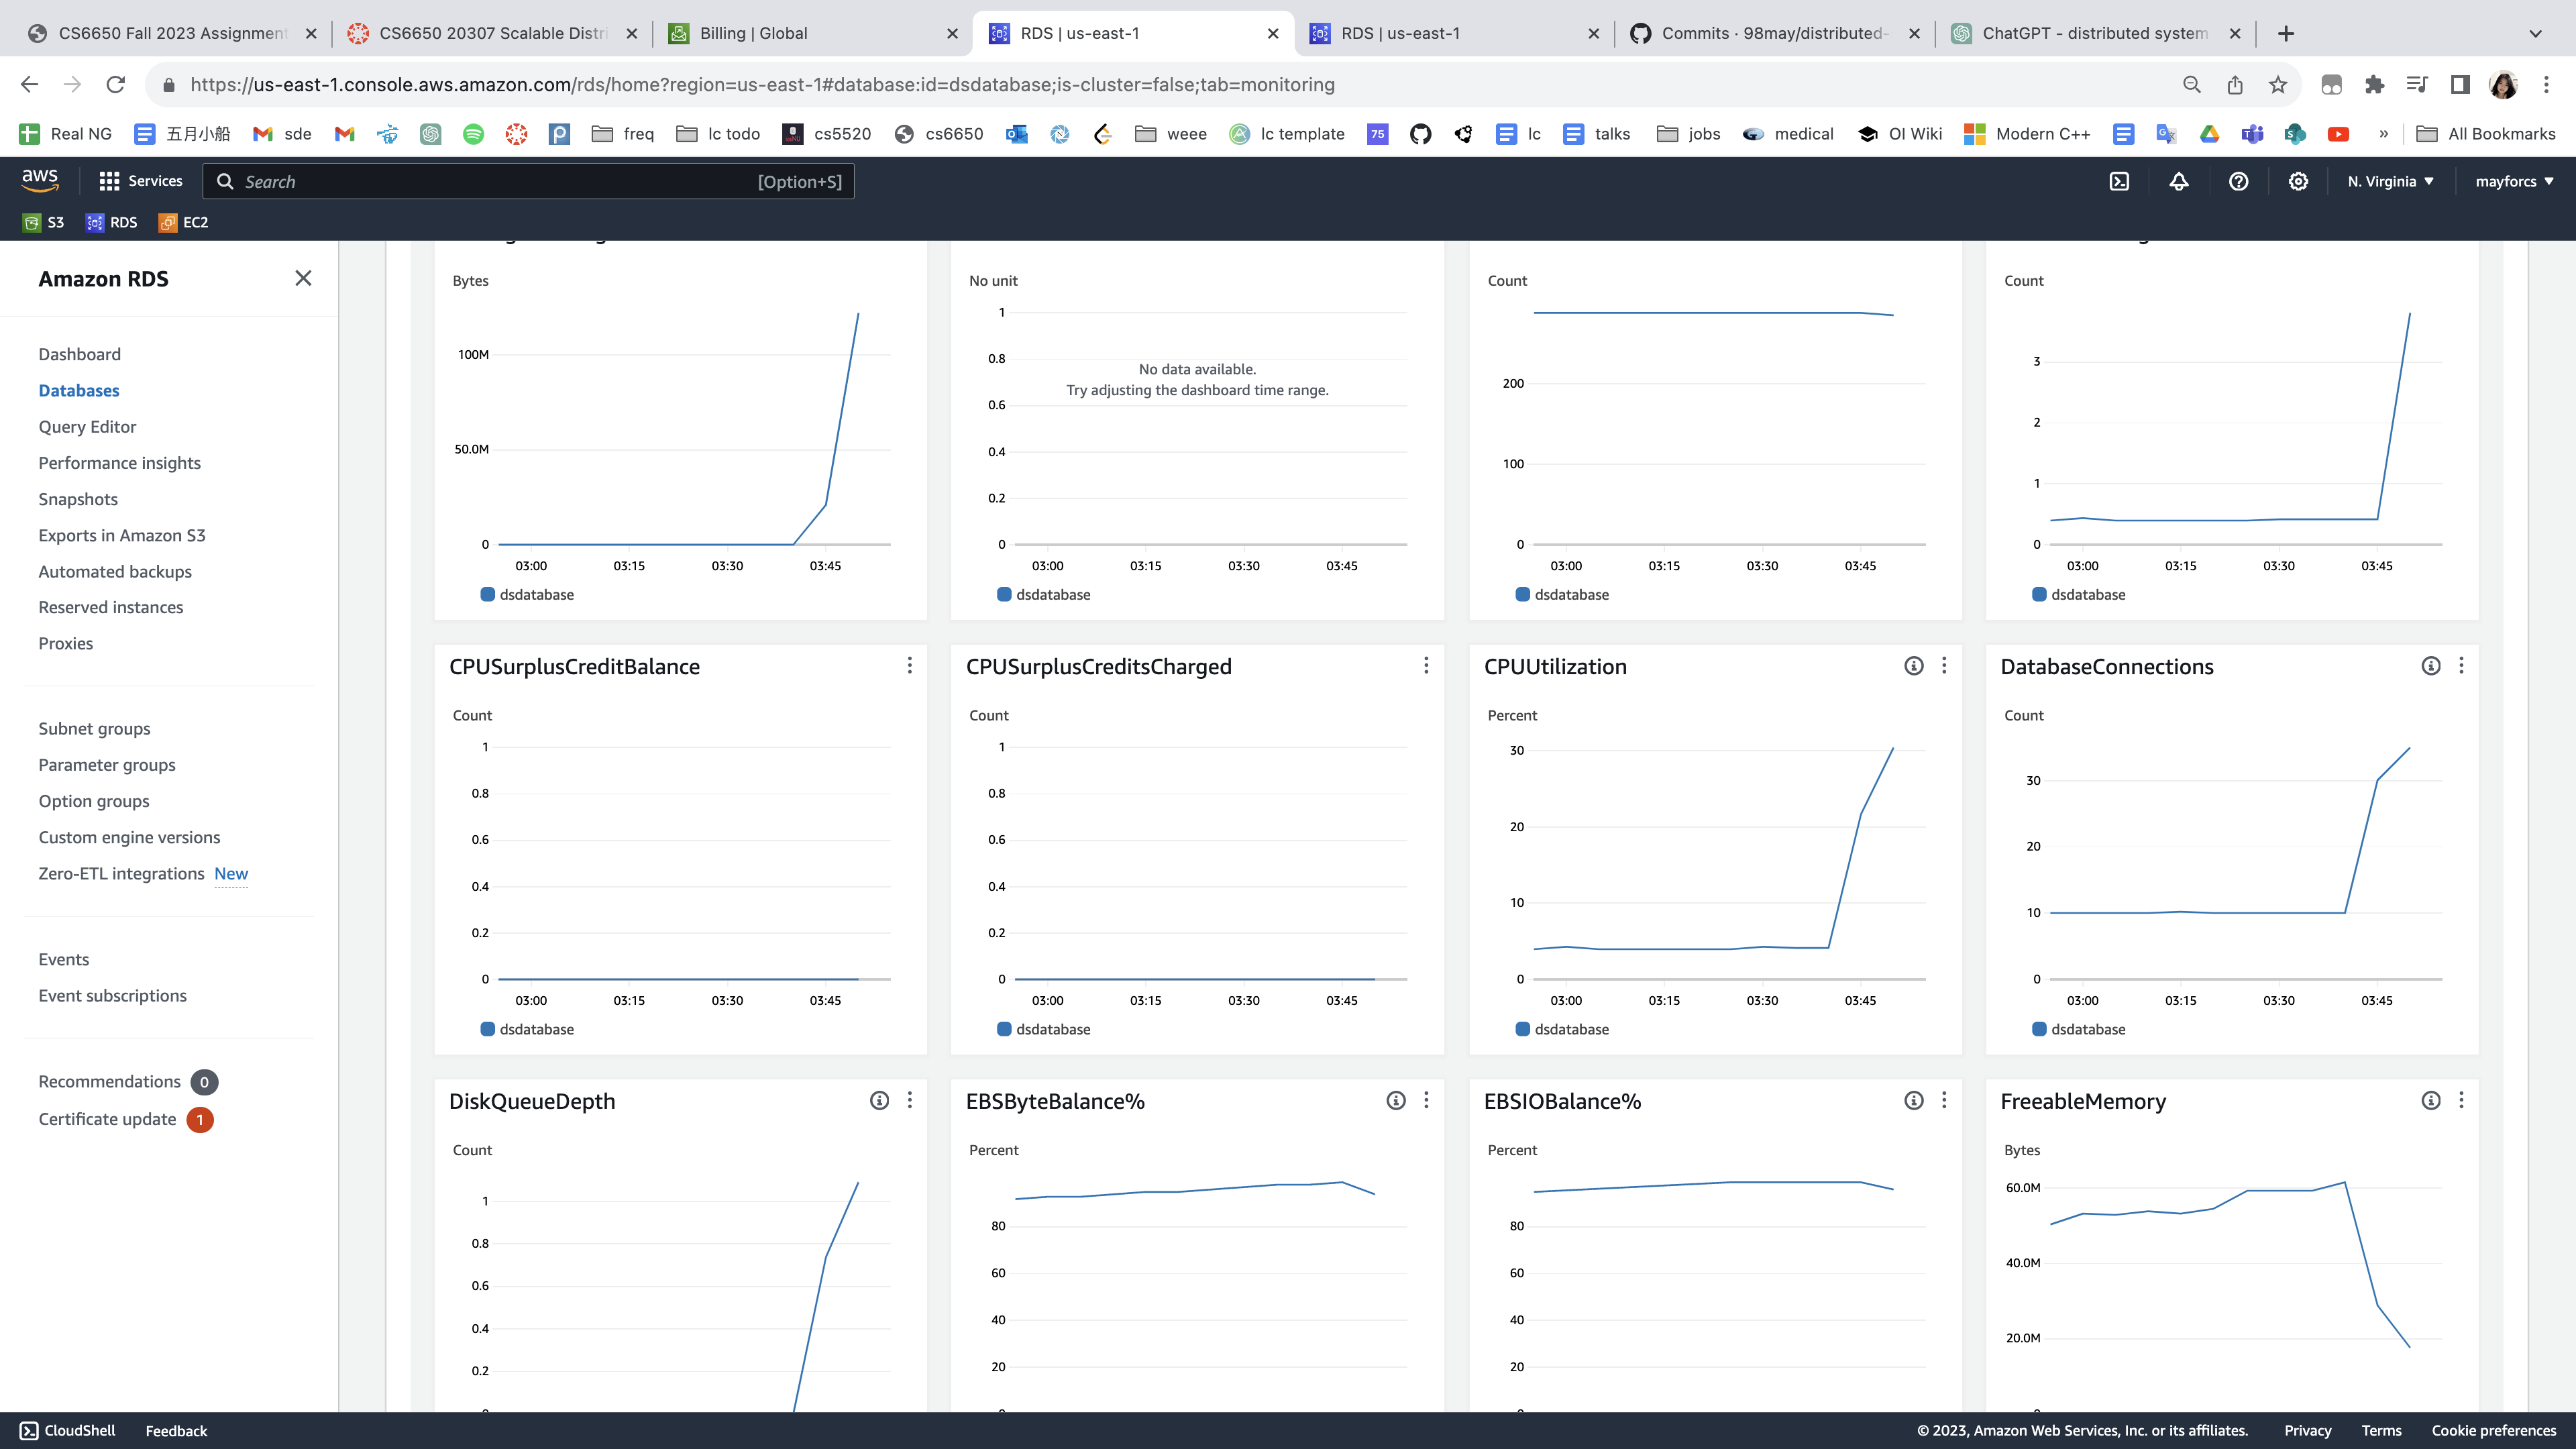 CS6650 Fall 2023 Assignment
CS6650 20307 Scalable Distri
Billing | Global
RDS | us-east-1
RDS | us-east-1
Commits · 98may/distributed-
ChatGPT - distributed system
https://us-east-1.console.aws.amazon.com/rds/home?region=us-east-1#database:id=dsdatabase;is-cluster=false;tab=monitoring
Real NG
五月小船
sde
freq
lc todo
cs5520
cs6650
weee
lc template
75
lc
talks
jobs
medical
OI Wiki
Modern C++
»
All Bookmarks
aws
Services
Search
[Option+S]
N. Virginia
mayforcs
S3
RDS
EC2
Amazon RDS
Dashboard
Databases
Query Editor
Performance insights
Snapshots
Exports in Amazon S3
Automated backups
Reserved instances
Proxies
Subnet groups
Parameter groups
Option groups
Custom engine versions
Zero-ETL integrations New
Events
Event subscriptions
Recommendations 0
Certificate update 1
Bytes
100M
50.0M
0
03:00 03:15 03:30 03:45
dsdatabase
No unit
1
0.8
No data available.
Try adjusting the dashboard time range.
0.6
0.4
0.2
0
03:00 03:15 03:30 03:45
dsdatabase
Count
200
100
0
03:00 03:15 03:30 03:45
dsdatabase
Count
3
2
1
0
03:00 03:15 03:30 03:45
dsdatabase
CPUSurplusCreditBalance
Count
1
0.8
0.6
0.4
0.2
0
03:00 03:15 03:30 03:45
dsdatabase
CPUSurplusCreditsCharged
Count
1
0.8
0.6
0.4
0.2
0
03:00 03:15 03:30 03:45
dsdatabase
CPUUtilization
Percent
30
20
10
0
03:00 03:15 03:30 03:45
dsdatabase
DatabaseConnections
Count
30
20
10
0
03:00 03:15 03:30 03:45
dsdatabase
DiskQueueDepth
Count
1
0.8
0.6
0.4
0.2
EBSByteBalance%
Percent
80
60
40
20
EBSIOBalance%
Percent
80
60
40
20
FreeableMemory
Bytes
60.0M
40.0M
20.0M
CloudShell
Feedback
© 2023, Amazon Web Services, Inc. or its affiliates.
Privacy
Terms
Cookie preferences